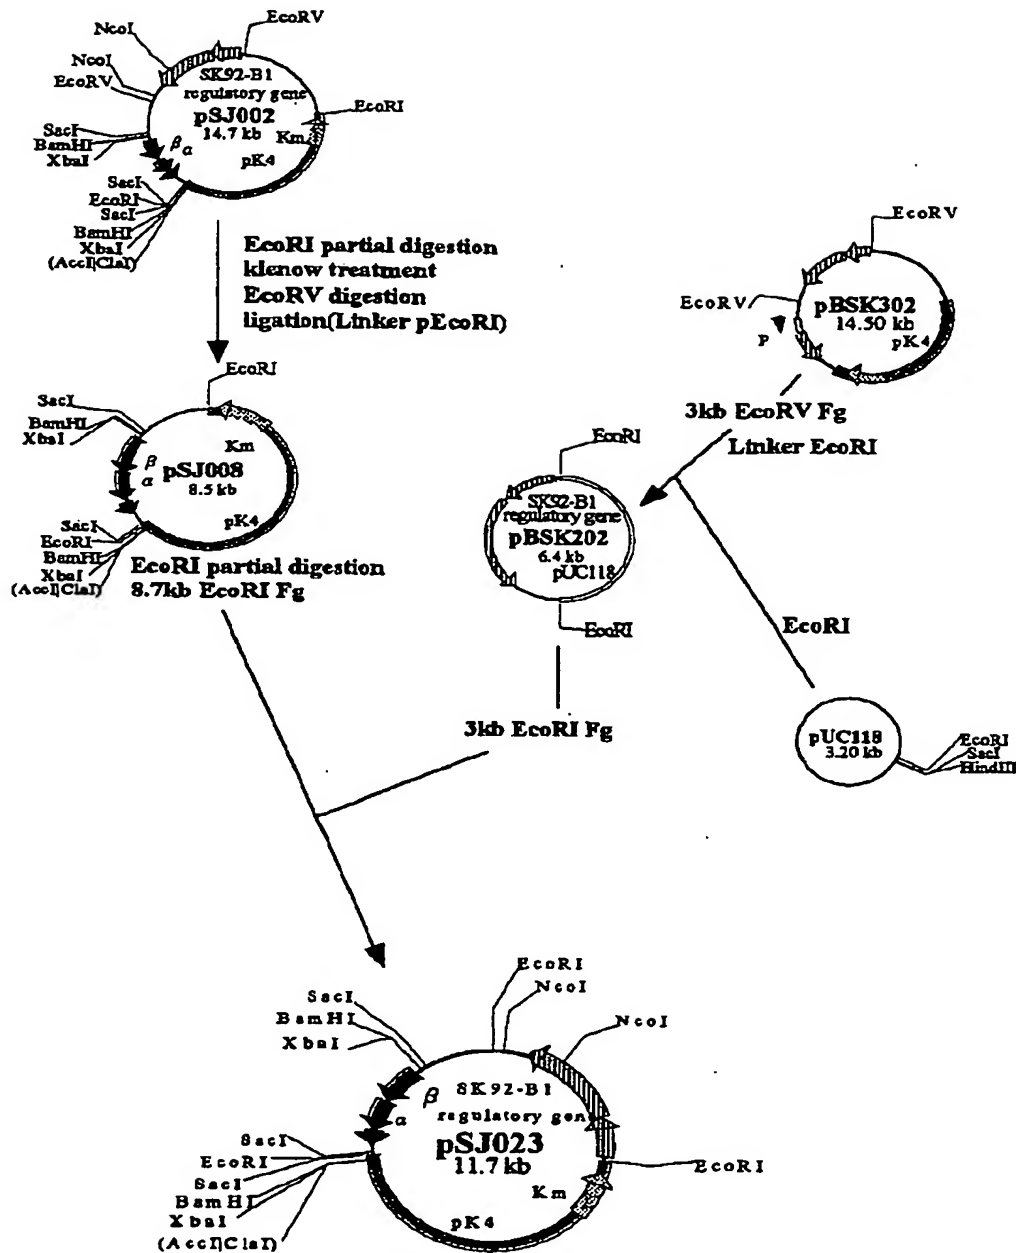 EcoRV
NcoI
NcoI
EcoRV
SK92-B1
regulatory gene
pSJ002
14.7 kb
EcoRI
Km
pK4
SacI
BamHI
XbaI
β
α
SacI
EcoRI
SacI
BamHI
XbaI
(AccI|ClaI)
EcoRI partial digestion
klenow treatment
EcoRV digestion
ligation(Linker pEcoRI)
EcoRV
EcoRV
pBSK302
14.50 kb
pK4
P
3kb EcoRV Fg
Linker EcoRI
EcoRI
SacI
BamHI
XbaI
Km
β
α
pSJ008
8.5 kb
pK4
SacI
EcoRI
BamHI
XbaI
(AccI|ClaI)
EcoRI partial digestion
8.7kb EcoRI Fg
EcoRI
SK92-B1
regulatory gene
pBSK202
6.4 kb
pUC118
EcoRI
EcoRI
3kb EcoRI Fg
pUC118
3.20 kb
EcoRI
SacI
HindIII
EcoRI
NcoI
NcoI
SacI
BamHI
XbaI
β
α
SK92-B1
regulatory gene
pSJ023
11.7 kb
EcoRI
Km
pK4
SacI
EcoRI
SacI
BamHI
XbaI
(AccI|ClaI)